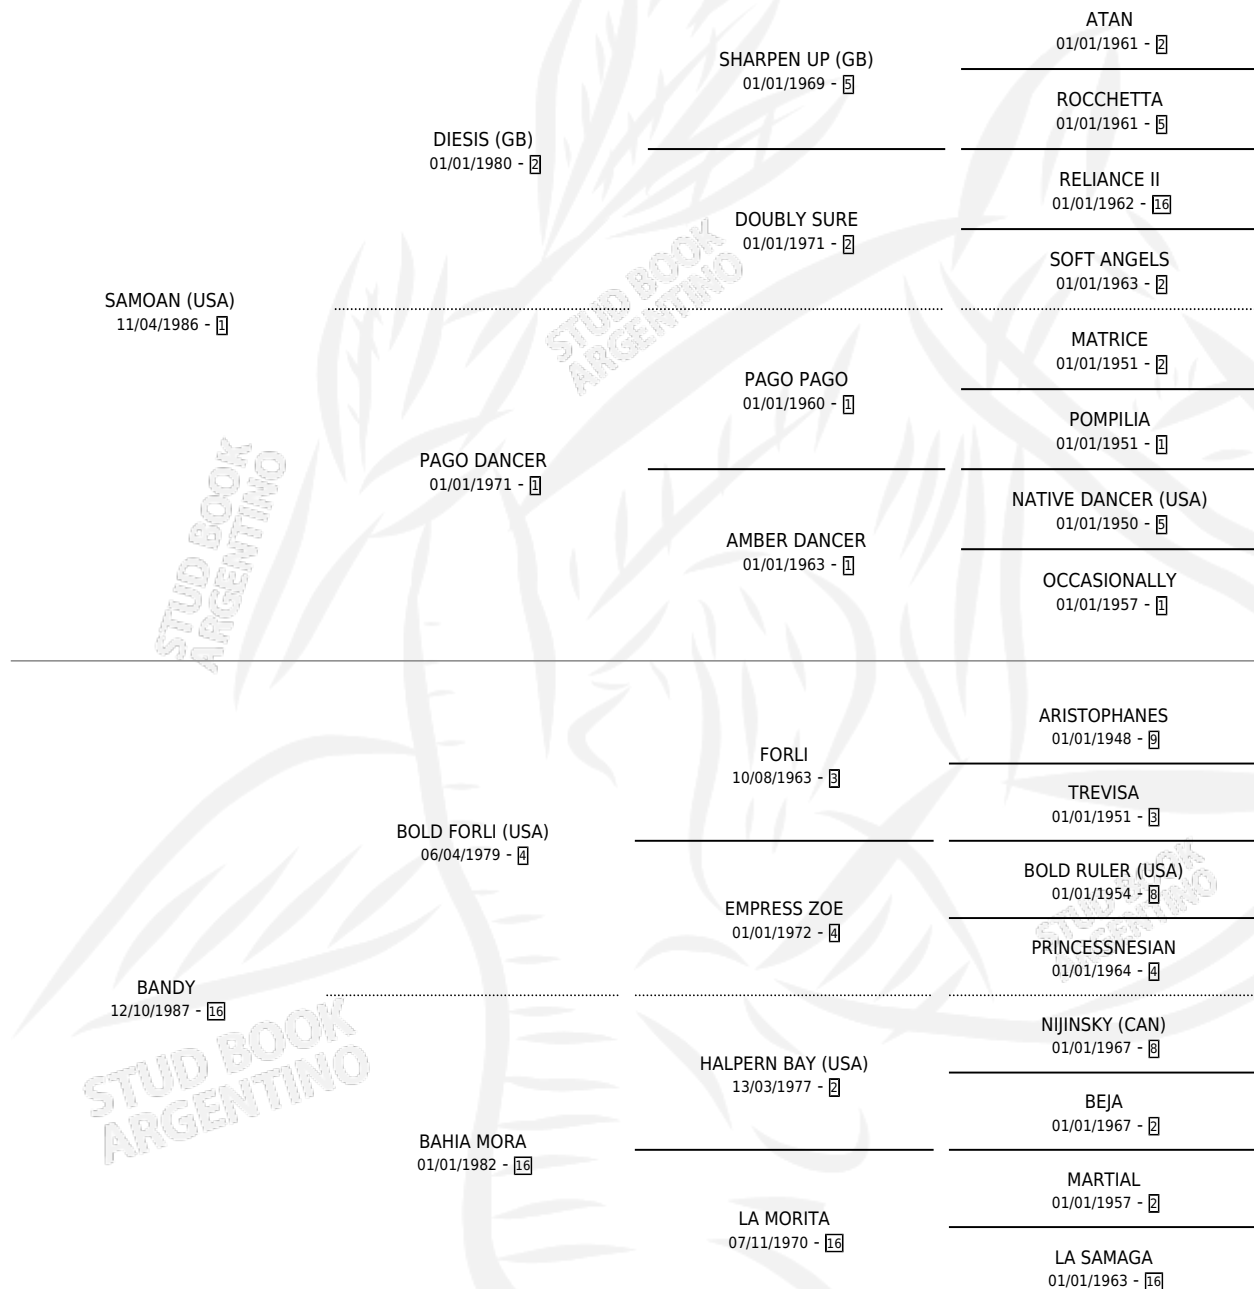 ATAN
01/01/1961 - 2
SHARPEN UP (GB)
01/01/1969 - 5
ROCCHETTA
01/01/1961 - 5
DIESIS (GB)
01/01/1980 - 2
RELIANCE II
01/01/1962 - 16
DOUBLY SURE
01/01/1971 - 2
SOFT ANGELS
01/01/1963 - 2
SAMOAN (USA)
11/04/1986 - 1
MATRICE
01/01/1951 - 2
PAGO PAGO
01/01/1960 - 1
POMPILIA
01/01/1951 - 1
PAGO DANCER
01/01/1971 - 1
NATIVE DANCER (USA)
01/01/1950 - 5
AMBER DANCER
01/01/1963 - 1
OCCASIONALLY
01/01/1957 - 1
ARISTOPHANES
01/01/1948 - 9
FORLI
10/08/1963 - 3
TREVISA
01/01/1951 - 3
BOLD FORLI (USA)
06/04/1979 - 4
BOLD RULER (USA)
01/01/1954 - 8
EMPRESS ZOE
01/01/1972 - 4
PRINCESSNESIAN
01/01/1964 - 4
BANDY
12/10/1987 - 16
NIJINSKY (CAN)
01/01/1967 - 8
HALPERN BAY (USA)
13/03/1977 - 2
BEJA
01/01/1967 - 2
BAHIA MORA
01/01/1982 - 16
MARTIAL
01/01/1957 - 2
LA MORITA
07/11/1970 - 16
LA SAMAGA
01/01/1963 - 16
STUD BOOK
ARGENTINO
STUD BOOK
ARGENTINO
STUD BOOK
ARGENTINO
STUD BOOK
ARGENTINO